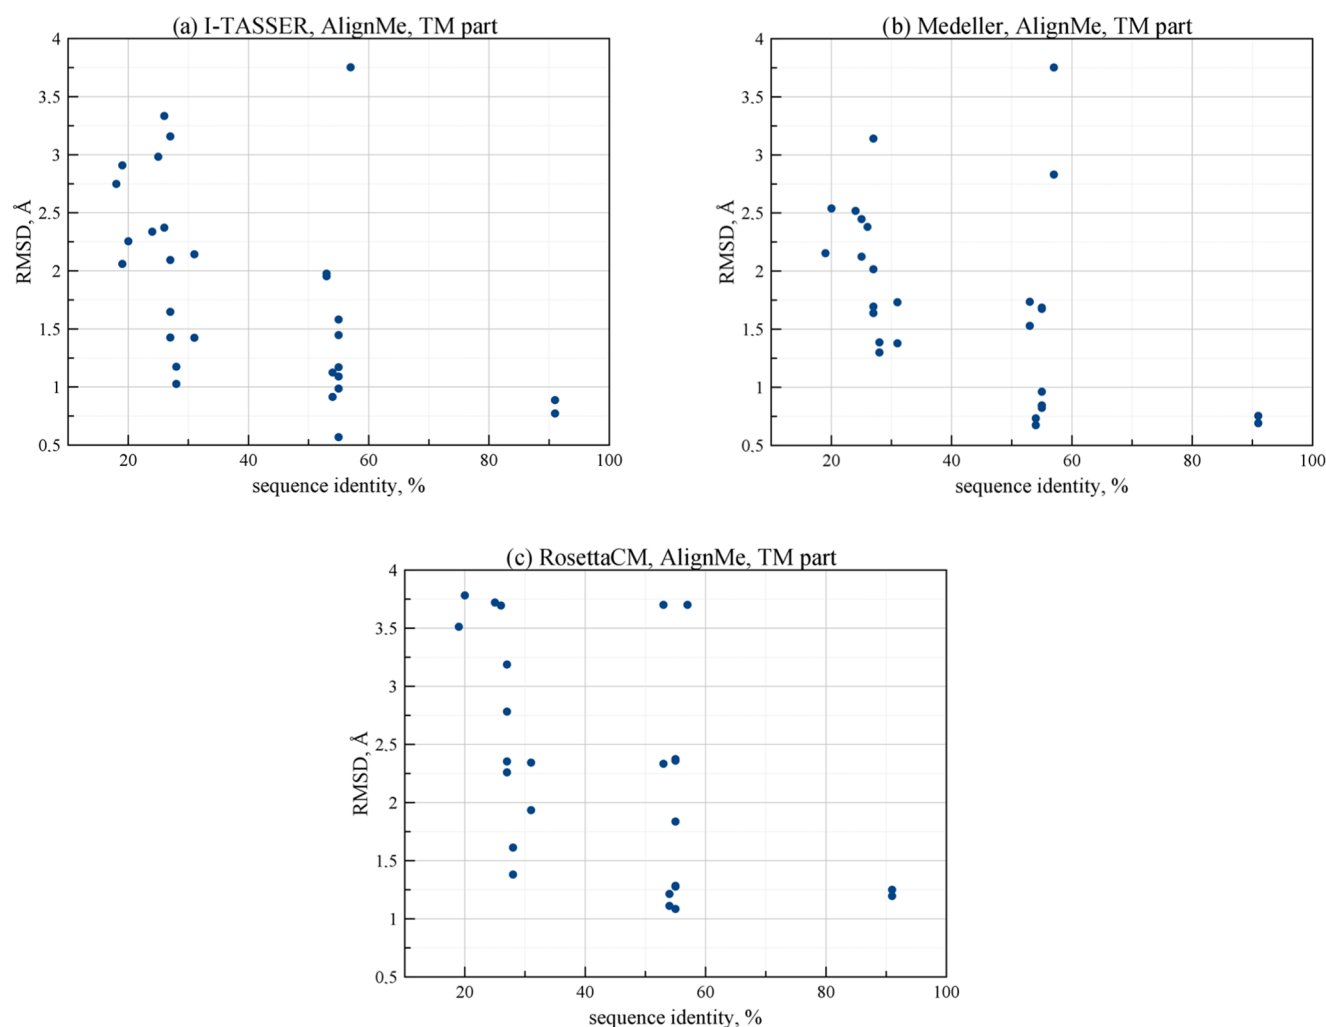 (a) I-TASSER, AlignMe, TM part
4
3.5
3
2.5
2
1.5
1
0.5
RMSD, Å
20 40 60 80 100
sequence identity, %
(b) Medeller, AlignMe, TM part
4
3.5
3
2.5
2
1.5
1
0.5
RMSD, Å
20 40 60 80 100
sequence identity, %
(c) RosettaCM, AlignMe, TM part
4
3.5
3
2.5
2
1.5
1
0.5
RMSD, Å
20 40 60 80 100
sequence identity, %